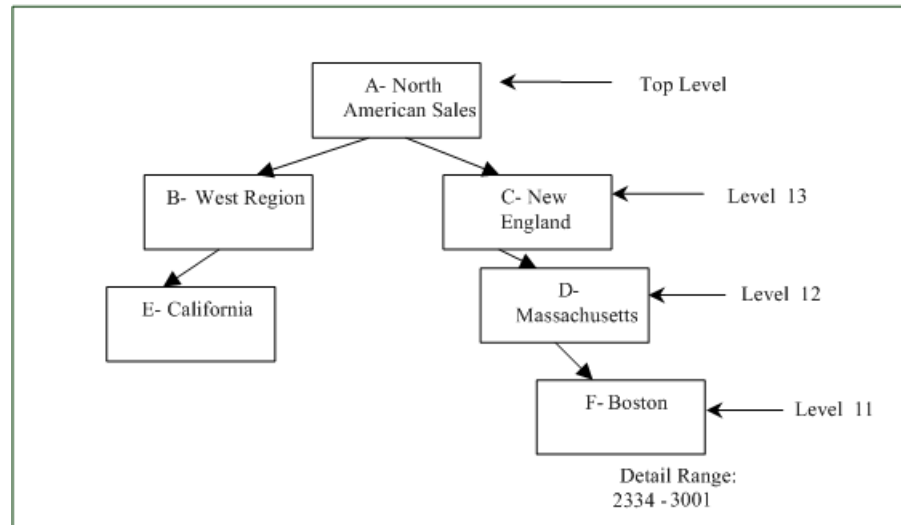 A- North
American Sales
Top Level
B- West Region
C- New
England
Level 13
E- California
D-
Massachusetts
Level 12
F- Boston
Level 11
Detail Range:
2334 - 3001